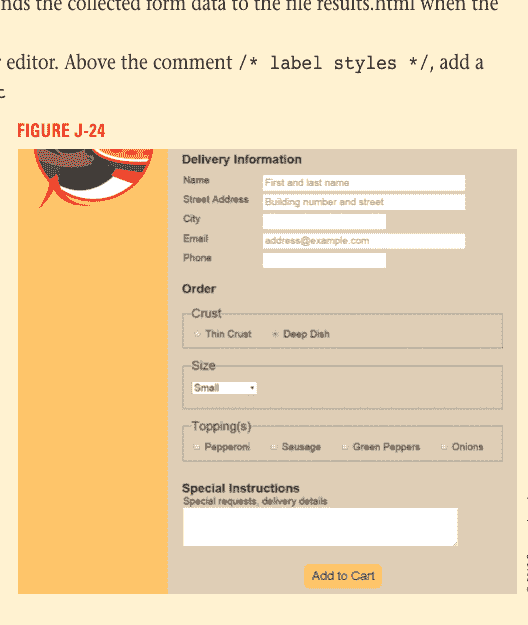 nds the collected form data to the file results.html when the
editor. Above the comment /* label styles */, add a
FIGURE J-24
Delivery Information
Name First and last name
Street Address Building number and street
City
Email address@example.com
Phone
Order
Crust
Thin Crust Deep Dish
Size
Small
Topping(s)
Pepperoni Sausage Green Peppers Onions
Special Instructions
Special requests, delivery details
Add to Cart